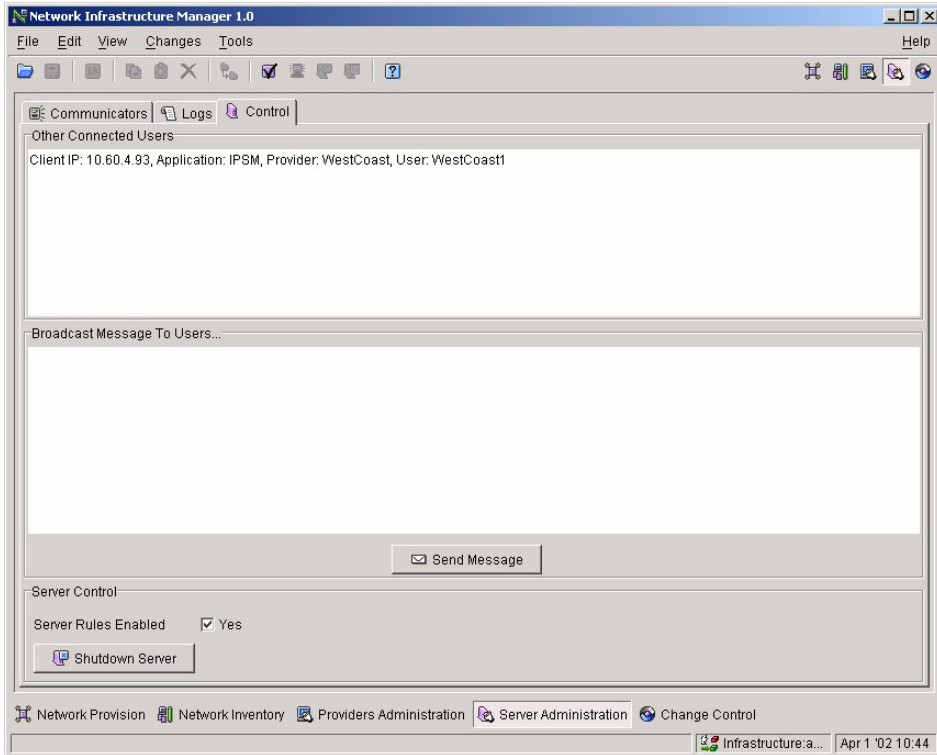 Network Infrastructure Manager 1.0
File Edit View Changes Tools Help
Communicators Logs Control
Other Connected Users
Client IP: 10.60.4.93, Application: IPSM, Provider: WestCoast, User: WestCoast1
Broadcast Message To Users...
Send Message
Server Control
Server Rules Enabled Yes
Shutdown Server
Network Provision Network Inventory Providers Administration Server Administration Change Control
Infrastructure:a... Apr 1 '02 10:44